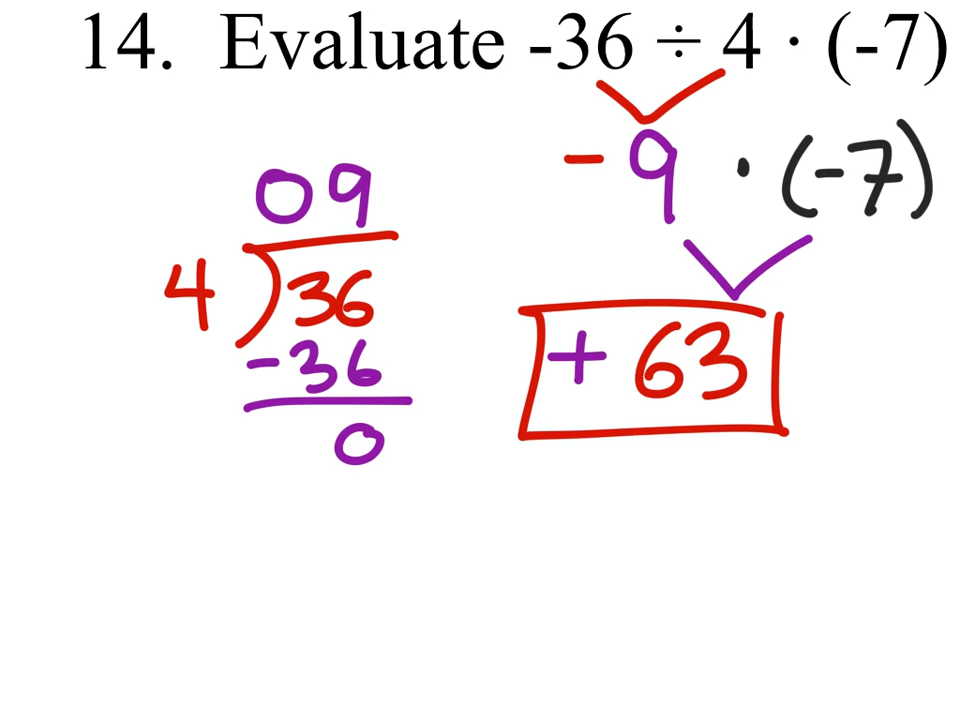 14. Evaluate -36 ÷ 4 · (-7)
- 9 · (-7)
09
4)36
-36
0
+ 63